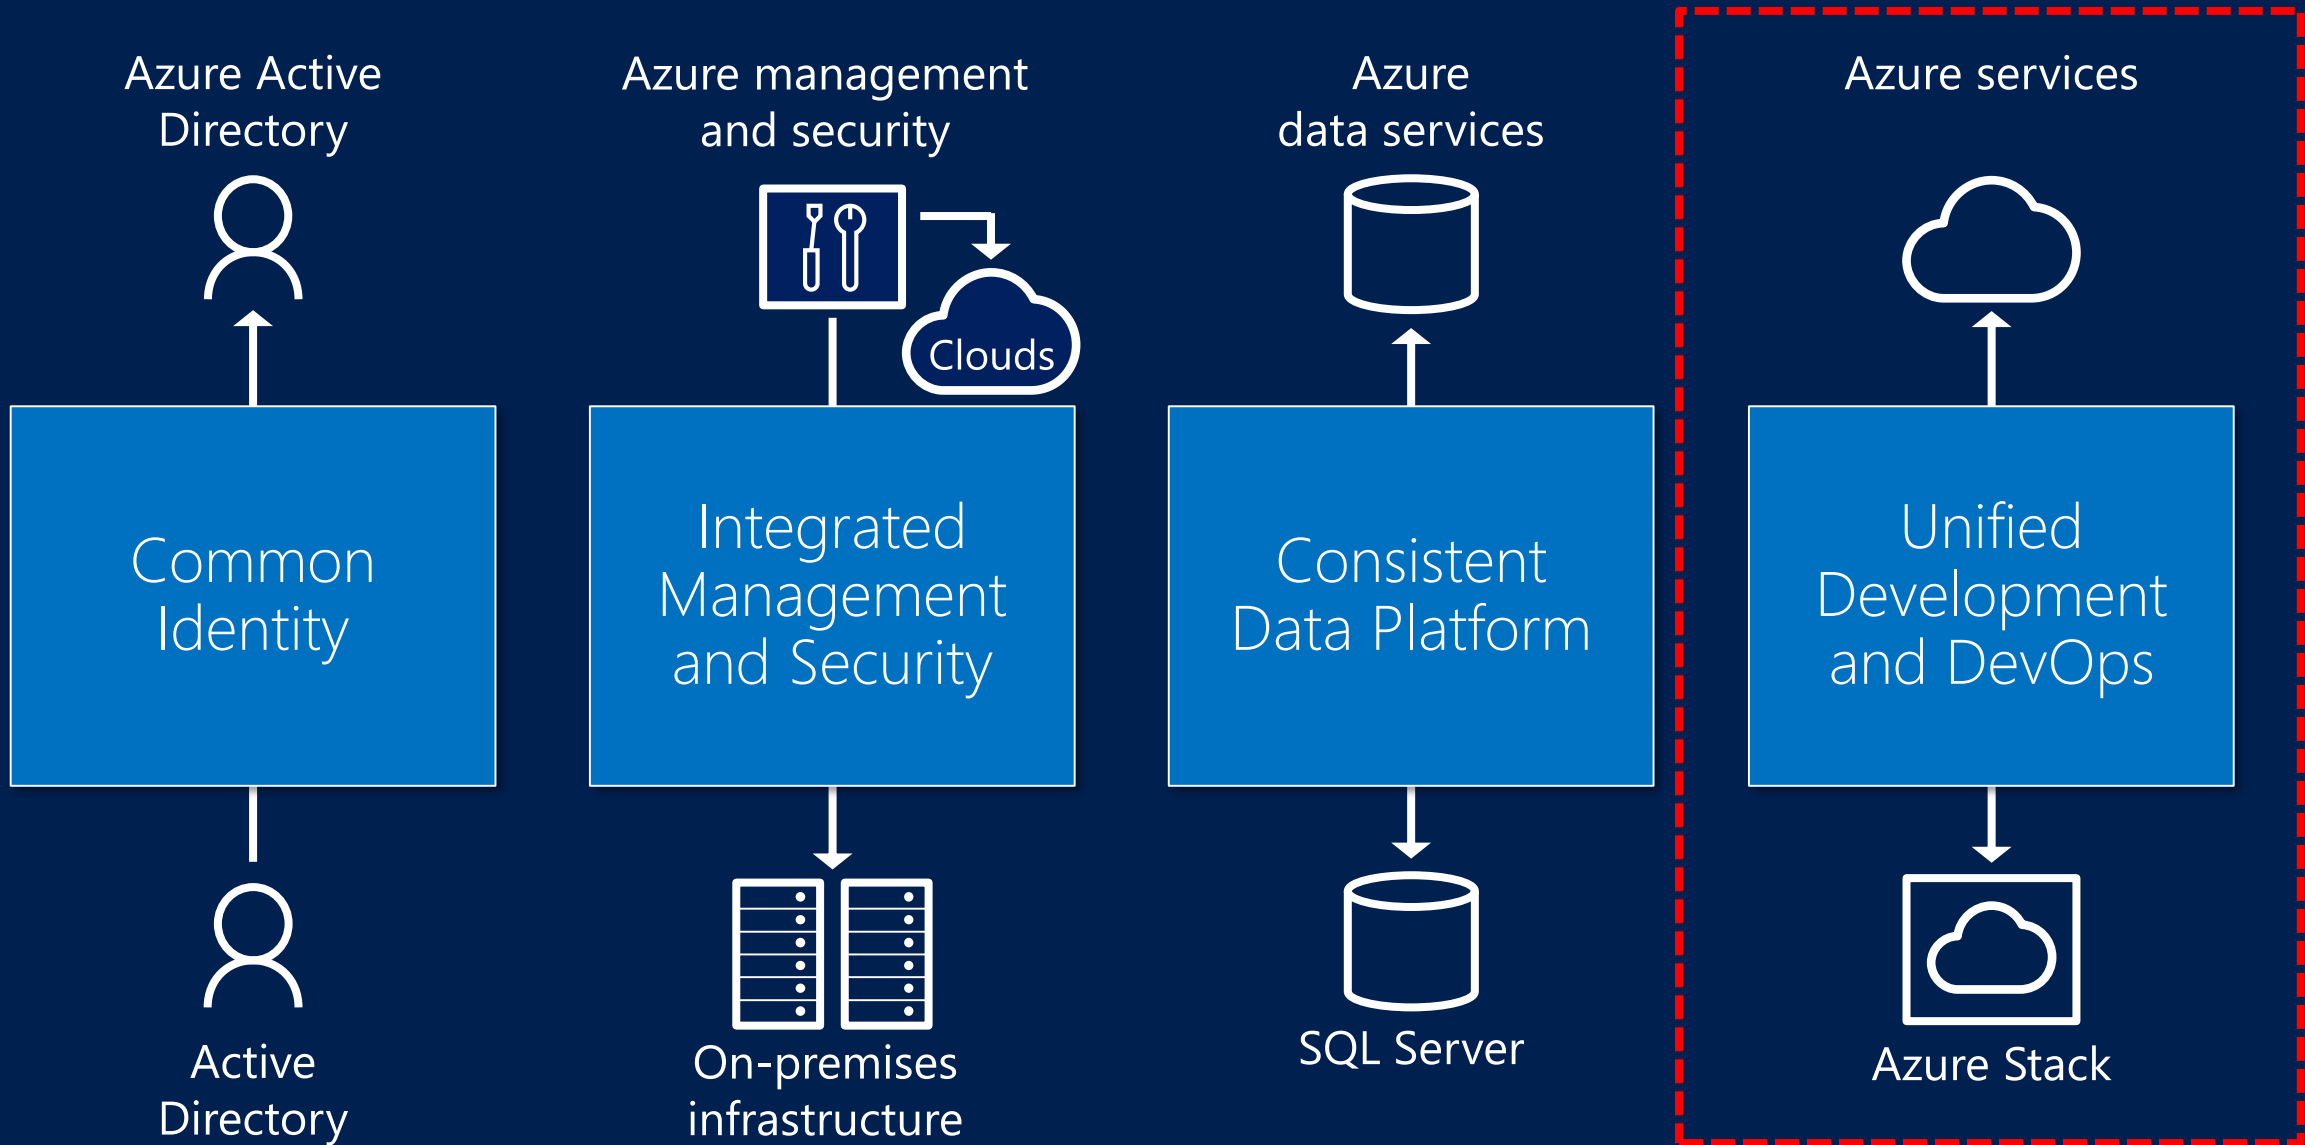 Azure Active
Directory
Azure management
and security
Azure
data services
Azure services
Clouds
Common
Identity
Integrated
Management
and Security
Consistent
Data Platform
Unified
Development
and DevOps
Active
Directory
On-premises
infrastructure
SQL Server
Azure Stack